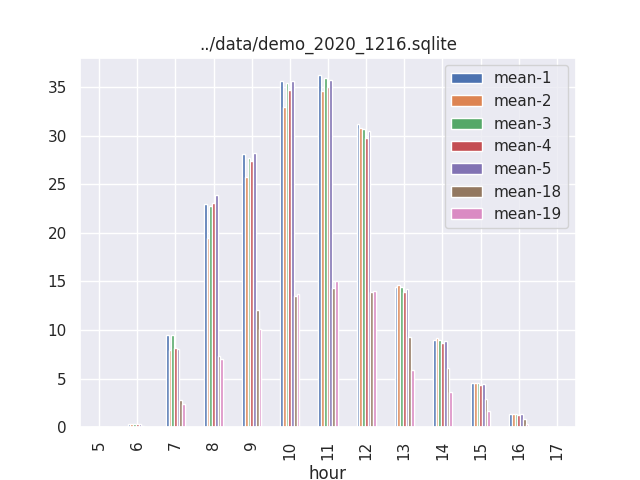 ../data/demo_2020_1216.sqlite
mean-1
mean-2
mean-3
mean-4
mean-5
mean-18
mean-19
35
30
25
20
15
10
5
0
5 6 7 8 9 10 11 12 13 14 15 16 17
hour